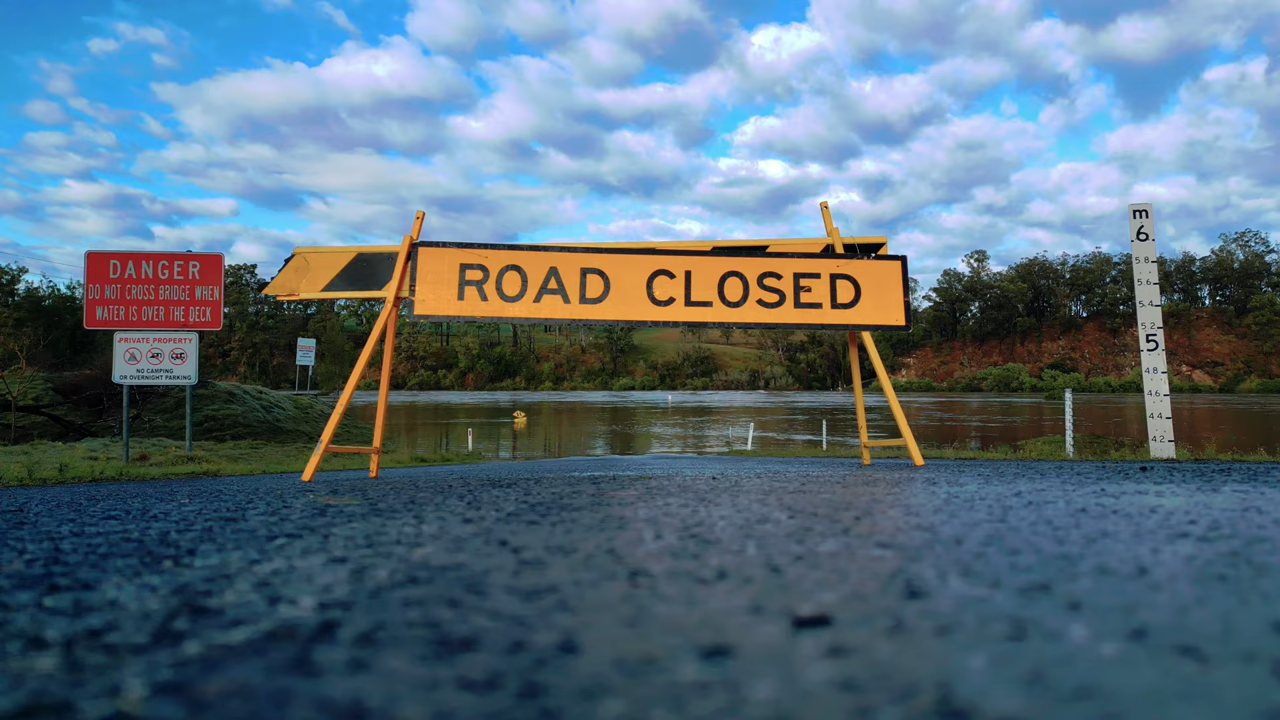 DANGER
DO NOT CROSS BRIDGE WHEN
WATER IS OVER THE DECK
PRIVATE PROPERTY
NO CAMPING
OR OVERNIGHT PARKING
ROAD CLOSED
m
6
5.8
5.6
5.4
5.2
5
4.8
4.6
4.4
4.2